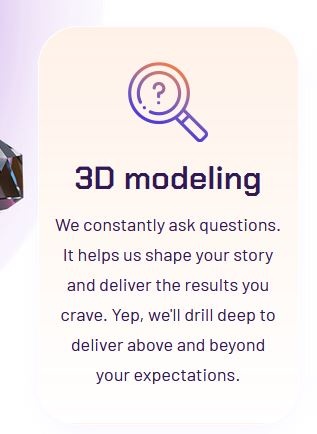 3D modeling
We constantly ask questions.
It helps us shape your story
and deliver the results you
crave. Yep, we'll drill deep to
deliver above and beyond
your expectations.